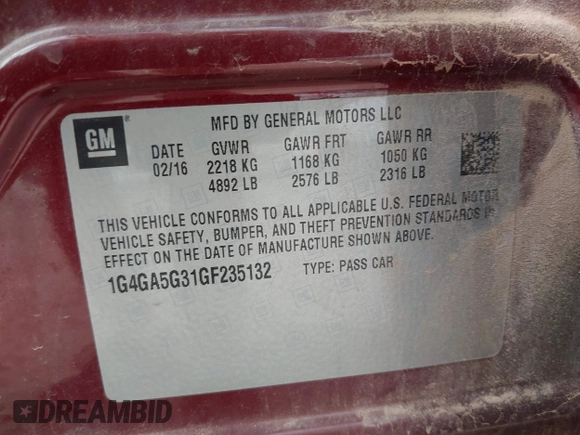 GM
MFD BY GENERAL MOTORS LLC
DATE GVWR GAWR FRT GAWR RR
02/16 2218 KG 1168 KG 1050 KG
4892 LB 2576 LB 2316 LB
THIS VEHICLE CONFORMS TO ALL APPLICABLE U.S. FEDERAL MOTOR
VEHICLE SAFETY, BUMPER, AND THEFT PREVENTION STANDARDS IN
EFFECT ON THE DATE OF MANUFACTURE SHOWN ABOVE.
1G4GA5G31GF235132 TYPE: PASS CAR
DREAMBID